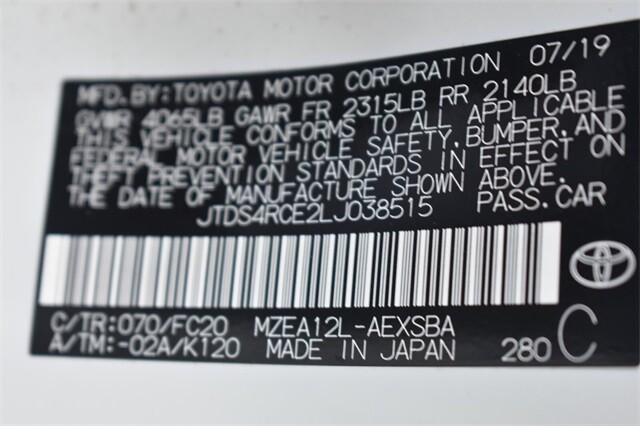 MFD.BY:TOYOTA MOTOR CORPORATION 07/19
GVWR 4065LB GAWR FR 2315LB RR 2140LB
THIS VEHICLE CONFORMS TO ALL APPLICABLE
FEDERAL MOTOR VEHICLE SAFETY,BUMPER,AND
THEFT PREVENTION STANDARDS IN EFFECT ON
THE DATE OF MANUFACTURE SHOWN ABOVE.
JTDS4RCE2LJ038515 PASS.CAR
C/TR:070/FC20 MZEA12L-AEXSBA
A/TM:-02A/K120 MADE IN JAPAN 280 C